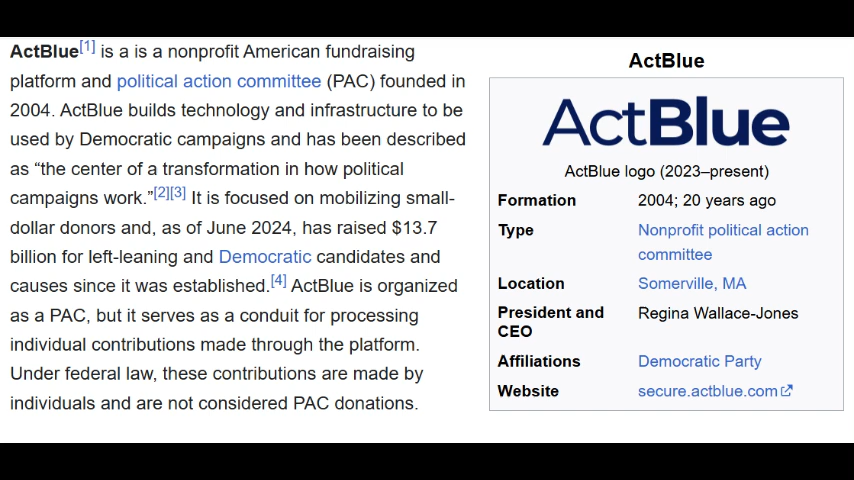 ActBlue[1] is a is a nonprofit American fundraising
platform and political action committee (PAC) founded in
2004. ActBlue builds technology and infrastructure to be
used by Democratic campaigns and has been described
as “the center of a transformation in how political
campaigns work.”[2][3] It is focused on mobilizing small-
dollar donors and, as of June 2024, has raised $13.7
billion for left-leaning and Democratic candidates and
causes since it was established.[4] ActBlue is organized
as a PAC, but it serves as a conduit for processing
individual contributions made through the platform.
Under federal law, these contributions are made by
individuals and are not considered PAC donations.
ActBlue
ActBlue
ActBlue logo (2023–present)
Formation 2004; 20 years ago
Type Nonprofit political action
committee
Location Somerville, MA
President and Regina Wallace-Jones
CEO
Affiliations Democratic Party
Website secure.actblue.com